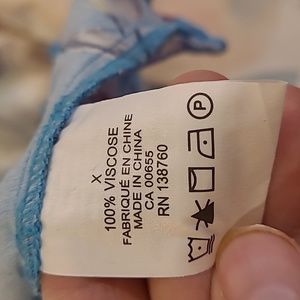 X
100% VISCOSE
FABRIQUÉ EN CHINE
MADE IN CHINA
CA 00655
RN 138760
P